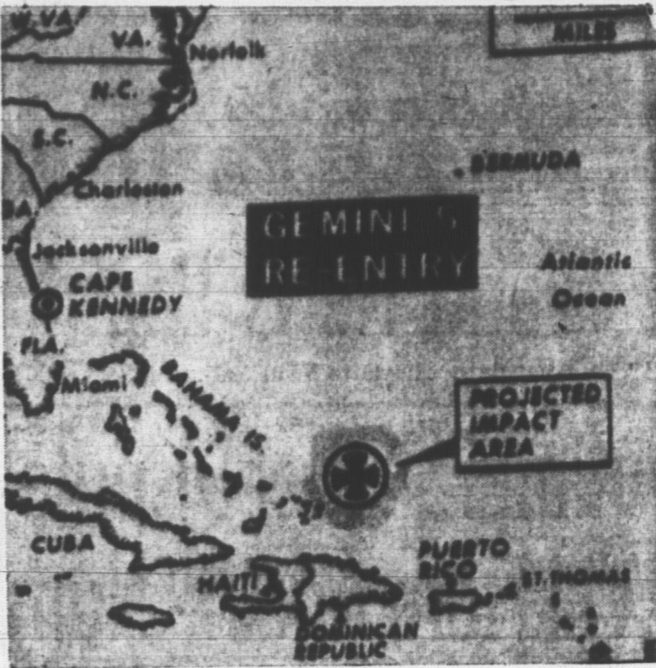 W.VA
VA.
MILES
Norfolk
N.C.
S.C.
BERMUDA
Charleston
GA.
GEMINI 5
RE-ENTRY
Jacksonville
Atlantic
Ocean
CAPE
KENNEDY
FLA.
Miami
BAHAMA IS.
PROJECTED
IMPACT
AREA
CUBA
PUERTO
RICO
HAITI
ST. THOMAS
DOMINICAN
REPUBLIC